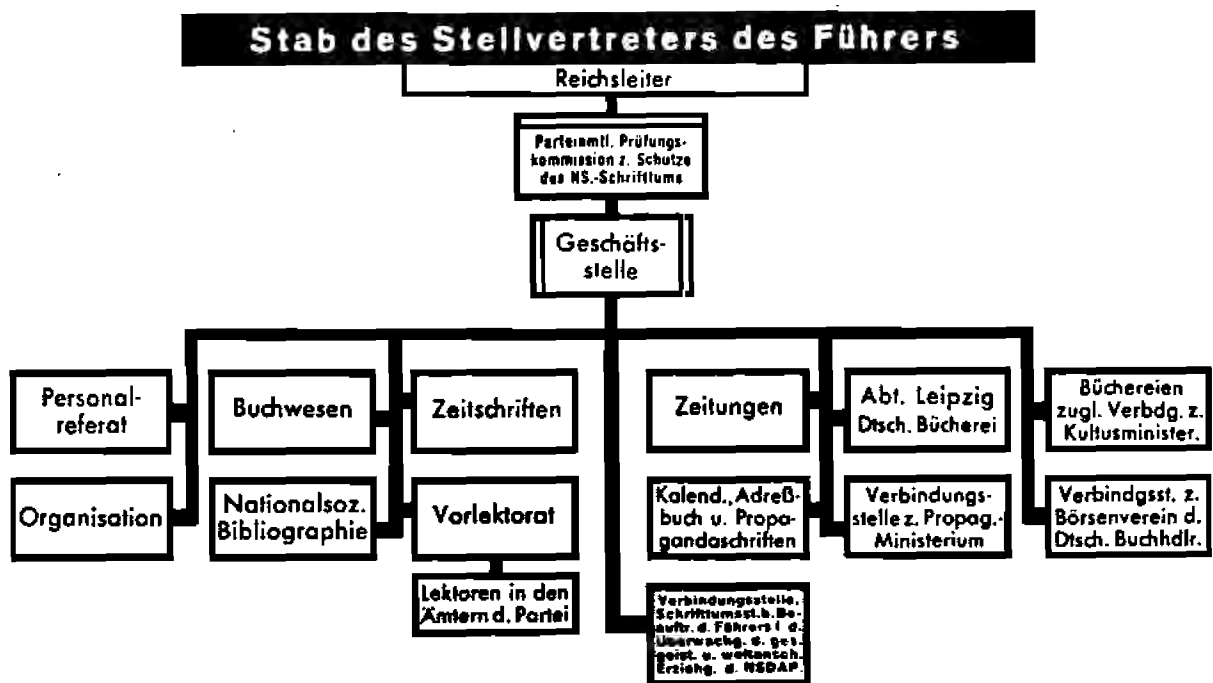 Stab des Stellvertreters des Führers
Reichsleiter
Parteiamtl. Prüfungs-
kommission z. Schutze
des NS.-Schrifttums
Geschäfts-
stelle
Personal-
referat
Buchwesen
Zeitschriften
Zeitungen
Abt. Leipzig
Dtsch. Bücherei
Büchereien
zugl. Verbdg. z.
Kultusminister.
Organisation
Nationalsoz.
Bibliographie
Vorlektorat
Kalend., Adreß-
buch u. Propa-
gandaschriften
Verbindungs-
stelle z. Propag.-
Ministerium
Verbindgsst. z.
Börsenverein d.
Dtsch. Buchhdlr.
Lektoren in den
Ämtern d. Partei
Verbindungsstelle,
Schrifttumsst. b. Be-
auftr. d. Führers f. d.
Überwachg. d. ges.
geist. u. weltansch.
Erziehg. d. NSDAP.